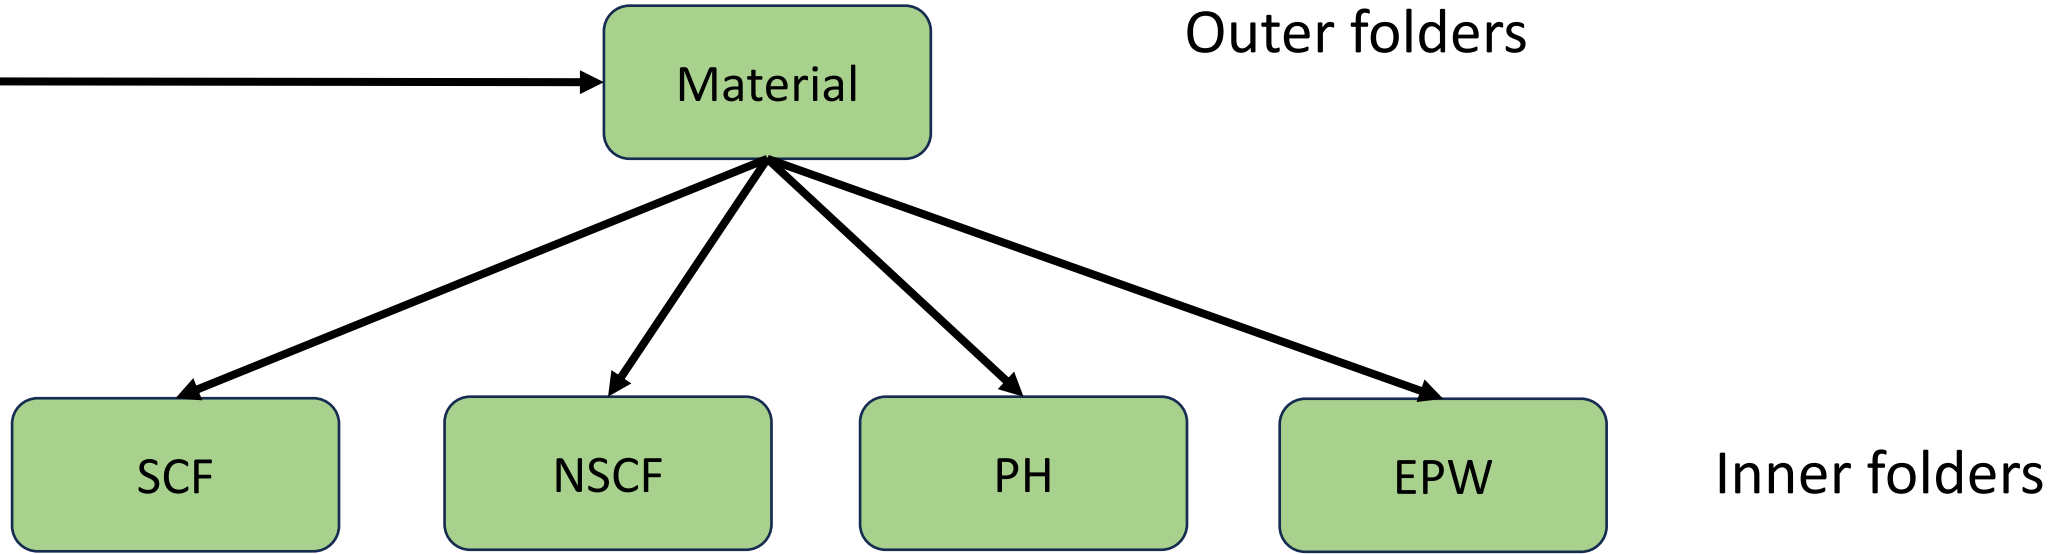 Outer folders
Material
SCF
NSCF
PH
EPW
Inner folders